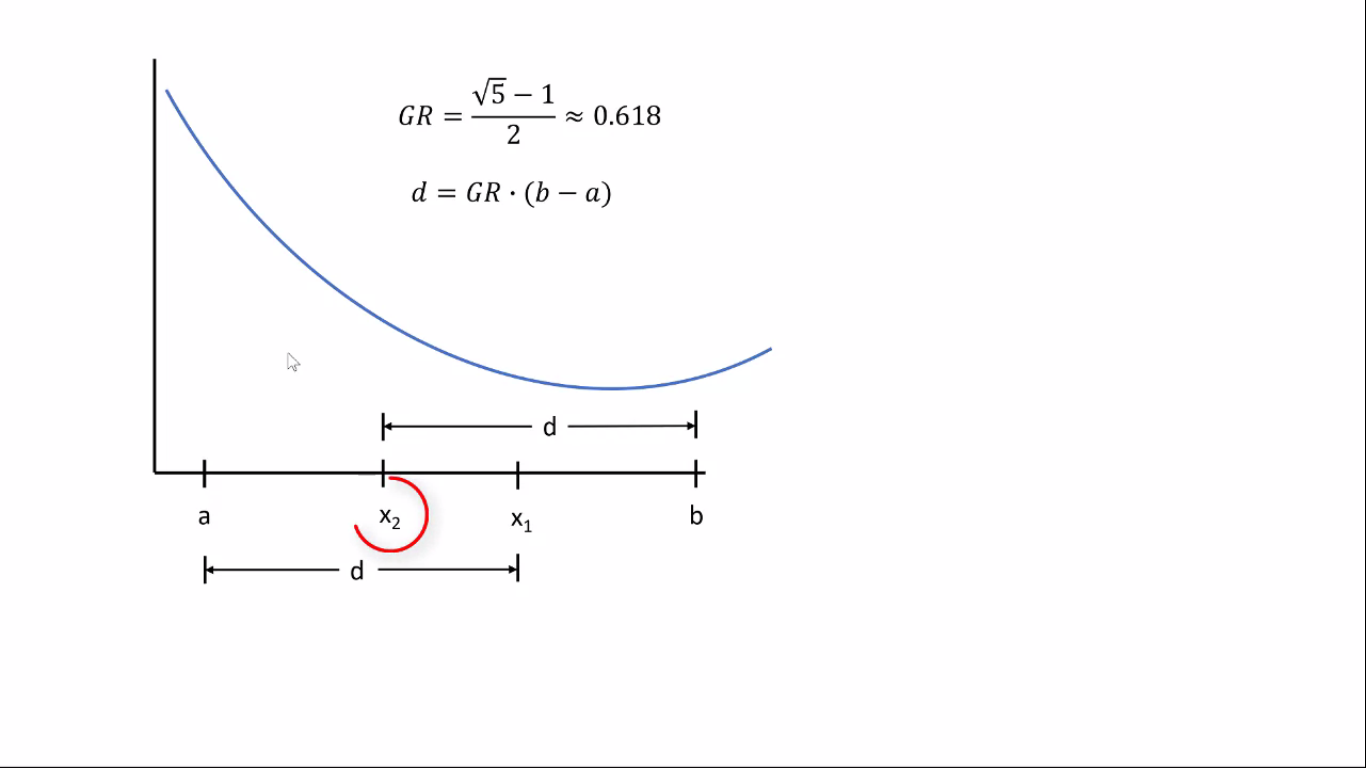 GR = (√5 − 1)/2 ≈ 0.618
d = GR · (b − a)
d
a x₂ x₁ b
d